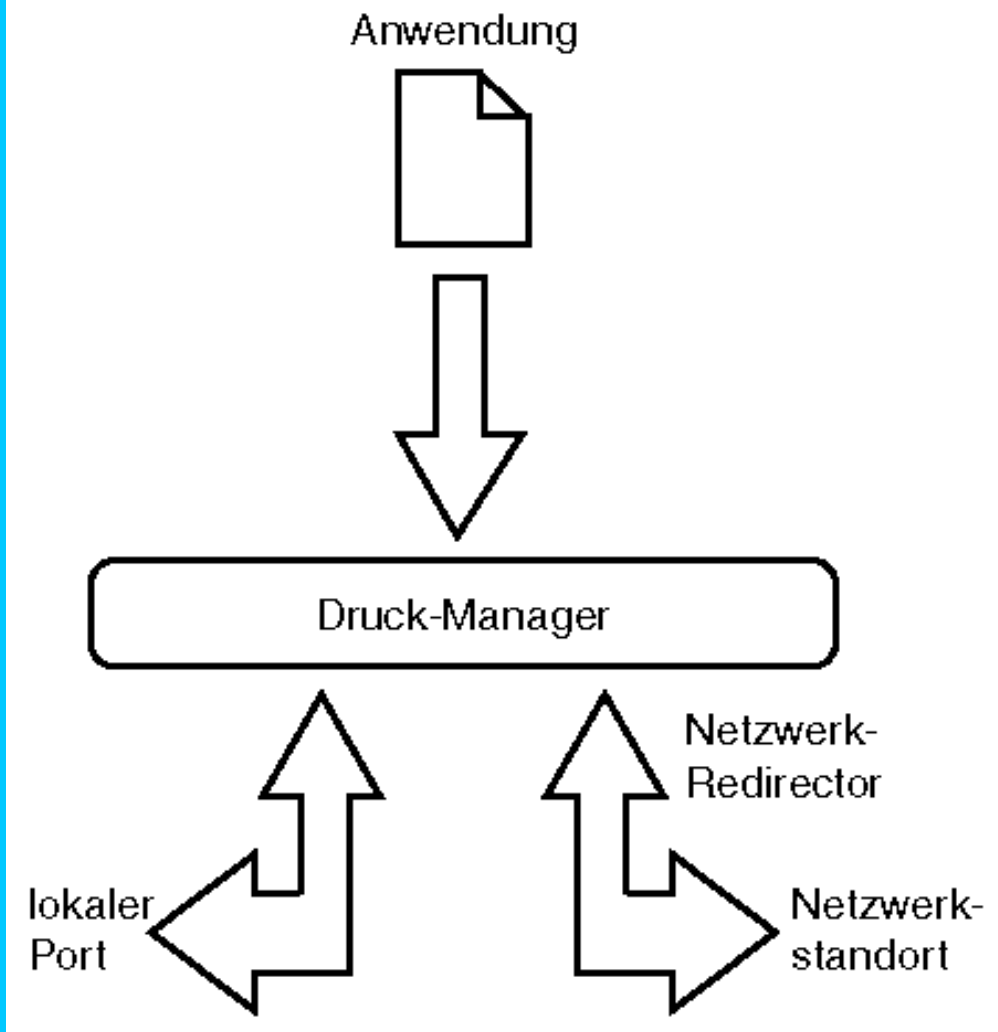 Anwendung
Druck-Manager
Netzwerk-
Redirector
lokaler
Port
Netzwerk-
standort